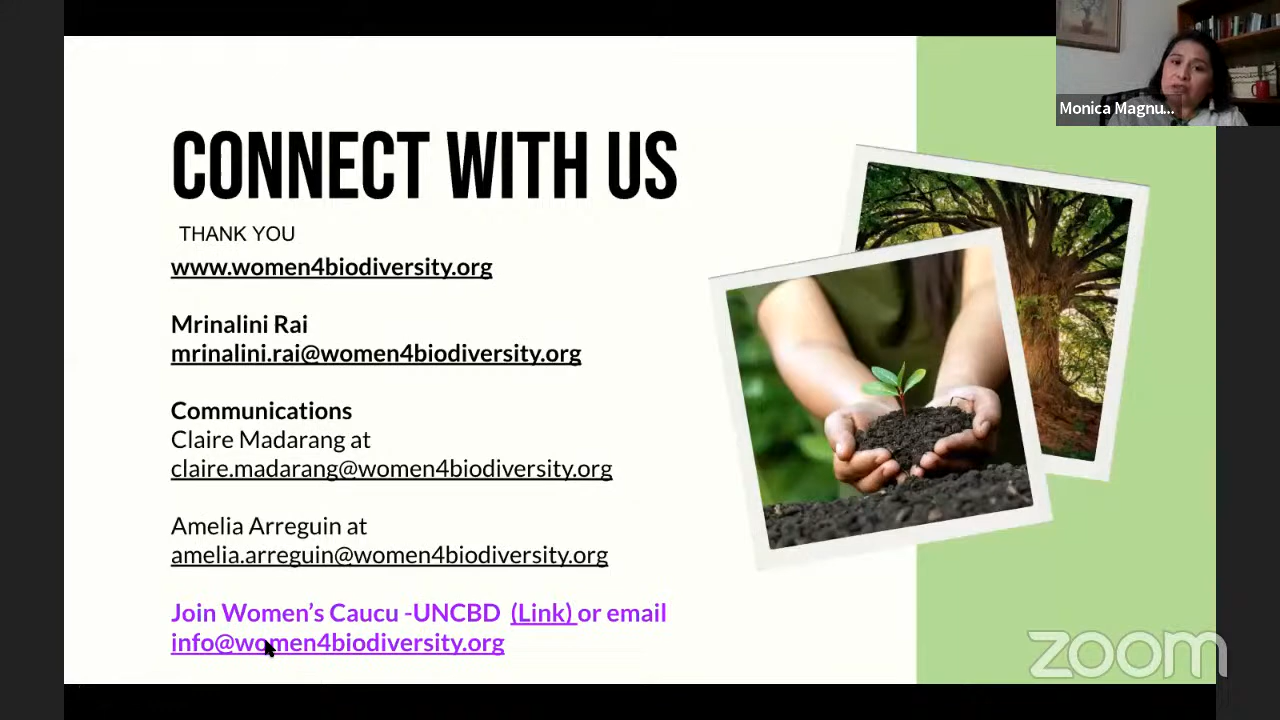 Monica Magnu...
CONNECT WITH US
THANK YOU
www.women4biodiversity.org
Mrinalini Rai
mrinalini.rai@women4biodiversity.org
Communications
Claire Madarang at
claire.madarang@women4biodiversity.org
Amelia Arreguin at
amelia.arreguin@women4biodiversity.org
Join Women's Caucu -UNCBD (Link) or email
info@women4biodiversity.org
zoom